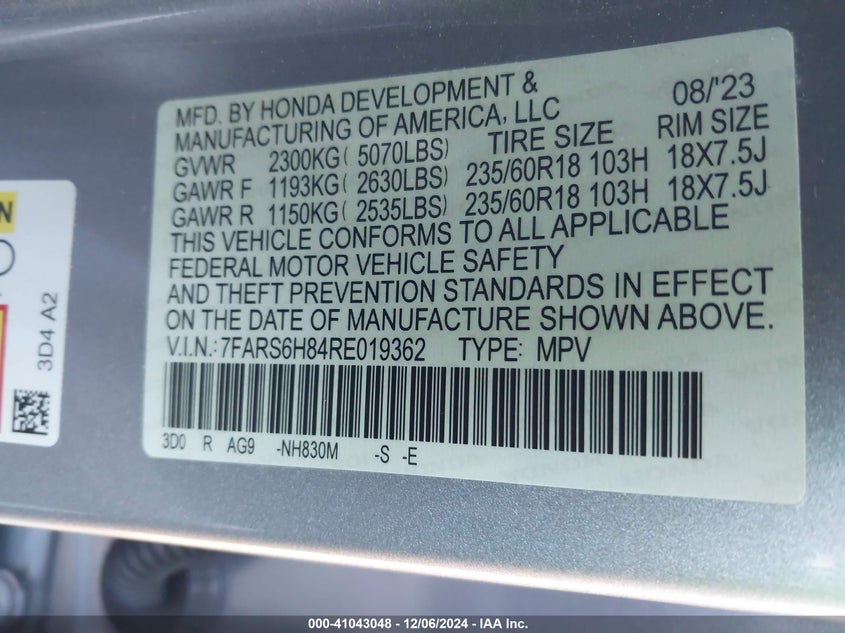 MFD. BY HONDA DEVELOPMENT & 08/'23
MANUFACTURING OF AMERICA, LLC TIRE SIZE RIM SIZE
GVWR 2300KG( 5070LBS)
GAWR F 1193KG( 2630LBS) 235/60R18 103H 18X7.5J
GAWR R 1150KG( 2535LBS) 235/60R18 103H 18X7.5J
THIS VEHICLE CONFORMS TO ALL APPLICABLE
FEDERAL MOTOR VEHICLE SAFETY
AND THEFT PREVENTION STANDARDS IN EFFECT
ON THE DATE OF MANUFACTURE SHOWN ABOVE.
V.I.N.:7FARS6H84RE019362 TYPE: MPV
3D0 R AG9 -NH830M -S -E
3D4 A2
000-41043048 - 12/06/2024 - IAA Inc.